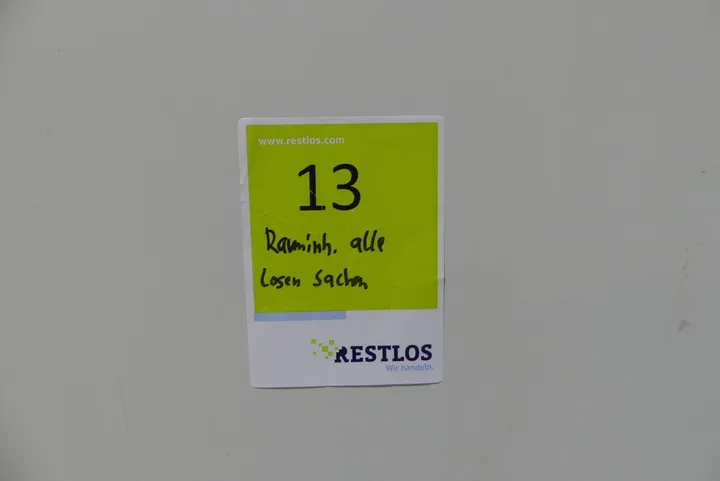 www.restlos.com
13
Rauminh. alle
losen Sachen
RESTLOS
Wir handeln.